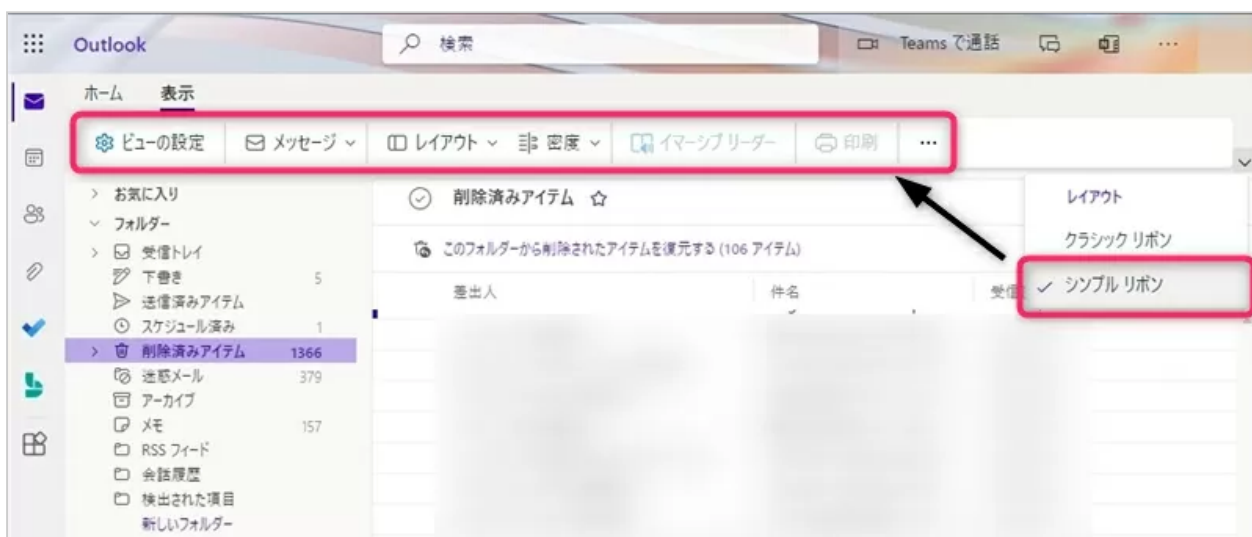 Outlook
検索
Teams で通話
ホーム 表示
ビューの設定 メッセージ レイアウト 密度 イマーシブ リーダー 印刷 ...
レイアウト
クラシック リボン
シンプル リボン
お気に入り
フォルダー
受信トレイ
下書き 5
送信済みアイテム
スケジュール済み 1
削除済みアイテム 1366
迷惑メール 379
アーカイブ
メモ 157
RSS フィード
会話履歴
検出された項目
新しいフォルダー
削除済みアイテム
このフォルダーから削除されたアイテムを復元する (106 アイテム)
差出人 件名 受信